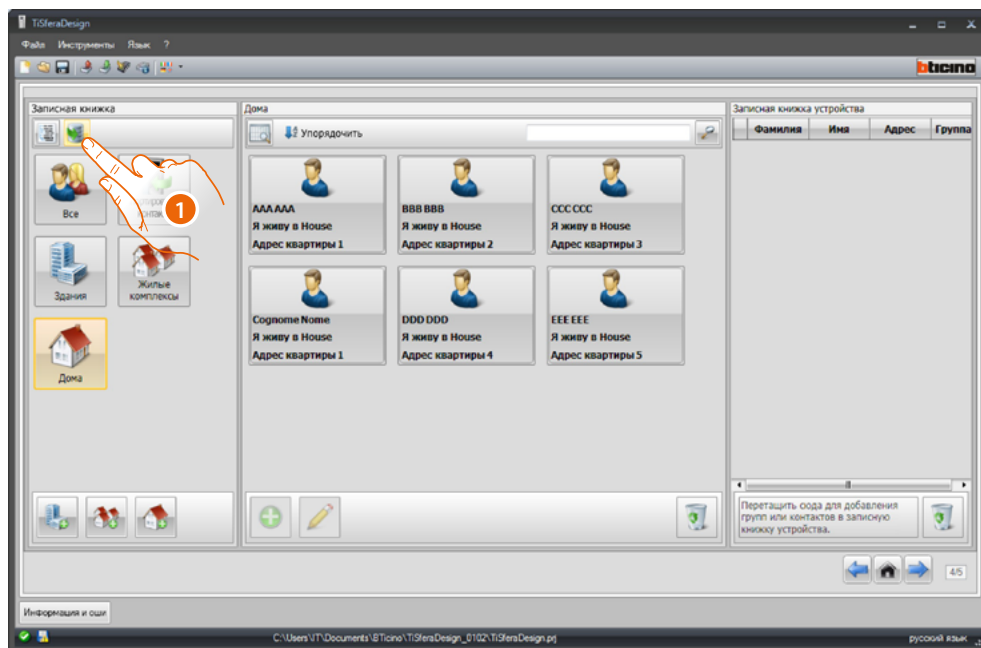 TiSferaDesign
Файл Инструменты Язык ?
bticino
Записная книжка
Все
Здания
Жилые
комплексы
Дома
1
Дома
Упорядочить
AAA AAA
Я живу в House
Адрес квартиры 1
BBB BBB
Я живу в House
Адрес квартиры 2
CCC CCC
Я живу в House
Адрес квартиры 3
Cognome Nome
Я живу в House
Адрес квартиры 1
DDD DDD
Я живу в House
Адрес квартиры 4
EEE EEE
Я живу в House
Адрес квартиры 5
Записная книжка устройства
Фамилия Имя Адрес Группа
Перетащить сюда для добавления
групп или контактов в записную
книжку устройства.
4/5
Информация и оши
C:\Users\IT\Documents\BTicino\TiSferaDesign_0102\TiSferaDesign.prj
русский язык